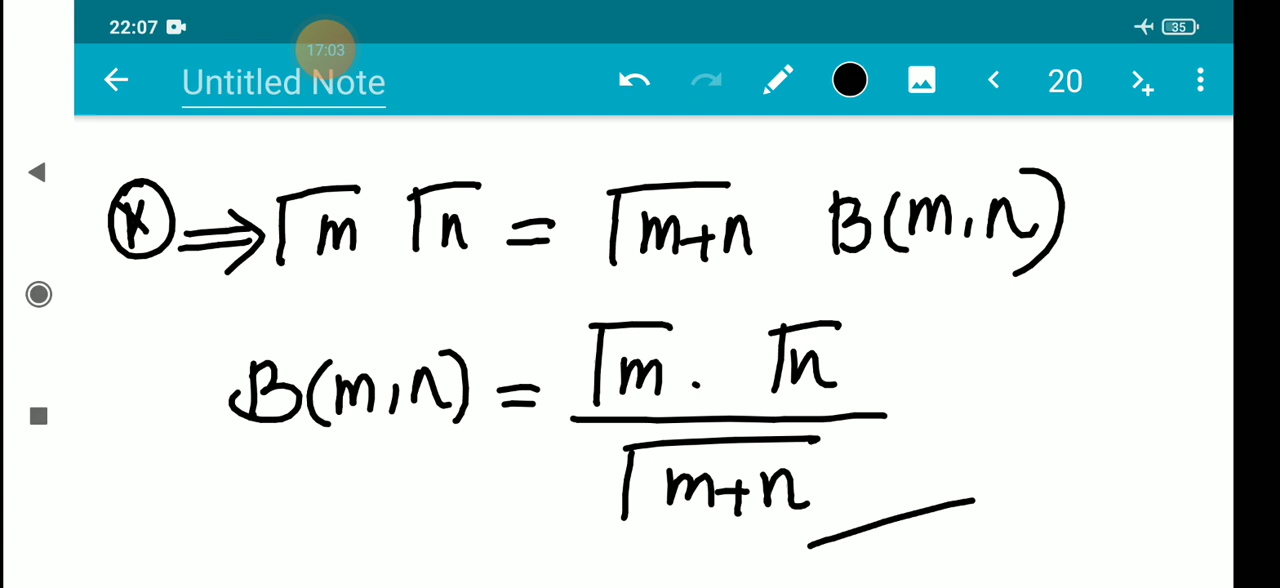 22:07 35
17:03
Untitled Note 20
(*) ⇒ Γm Γn = Γm+n B(m,n)
B(m,n) = Γm . Γn
Γm+n